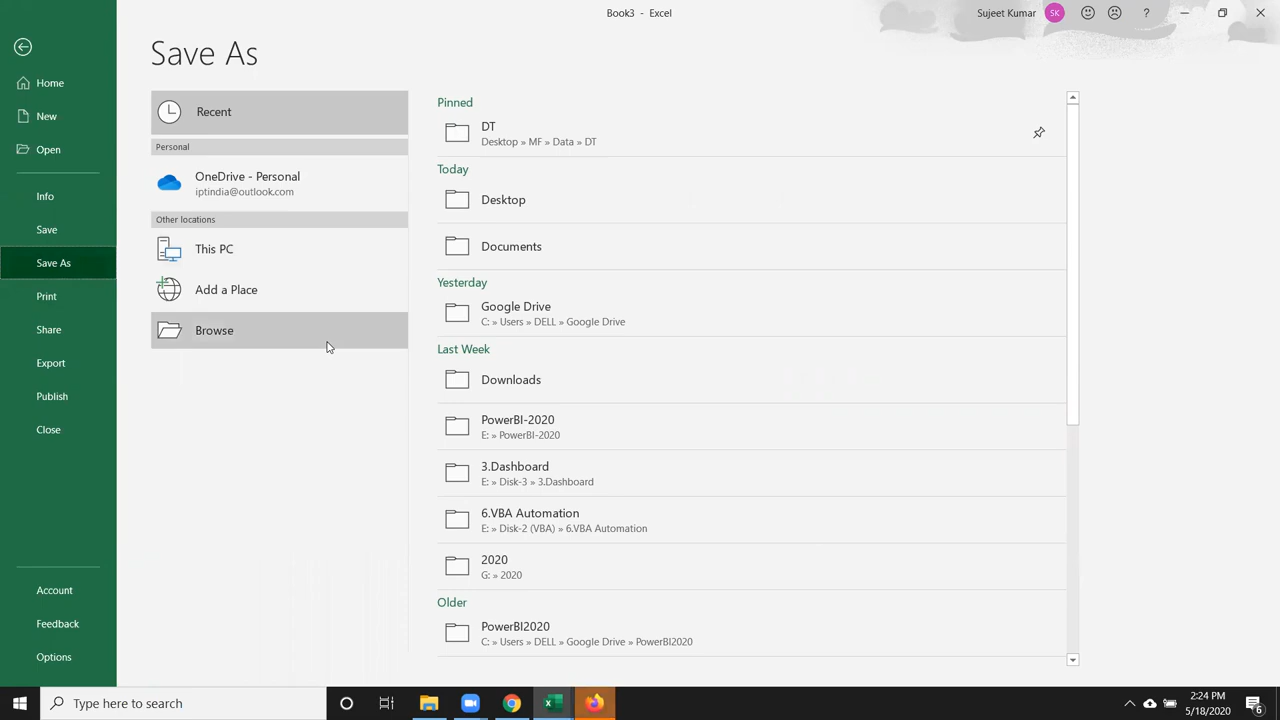 Book3 - Excel
Sujeet Kumar
SK
?
Save As
Home
New
Open
Info
Save
Save As
Print
Share
Export
Publish
Close
Account
Feedback
Options
Recent
Personal
OneDrive - Personal
iptindia@outlook.com
Other locations
This PC
Add a Place
Browse
Pinned
DT
Desktop » MF » Data » DT
Today
Desktop
Documents
Yesterday
Google Drive
C: » Users » DELL » Google Drive
Last Week
Downloads
PowerBI-2020
E: » PowerBI-2020
3.Dashboard
E: » Disk-3 » 3.Dashboard
6.VBA Automation
E: » Disk-2 (VBA) » 6.VBA Automation
2020
G: » 2020
Older
PowerBI2020
C: » Users » DELL » Google Drive » PowerBI2020
Type here to search
2:24 PM
5/18/2020
6